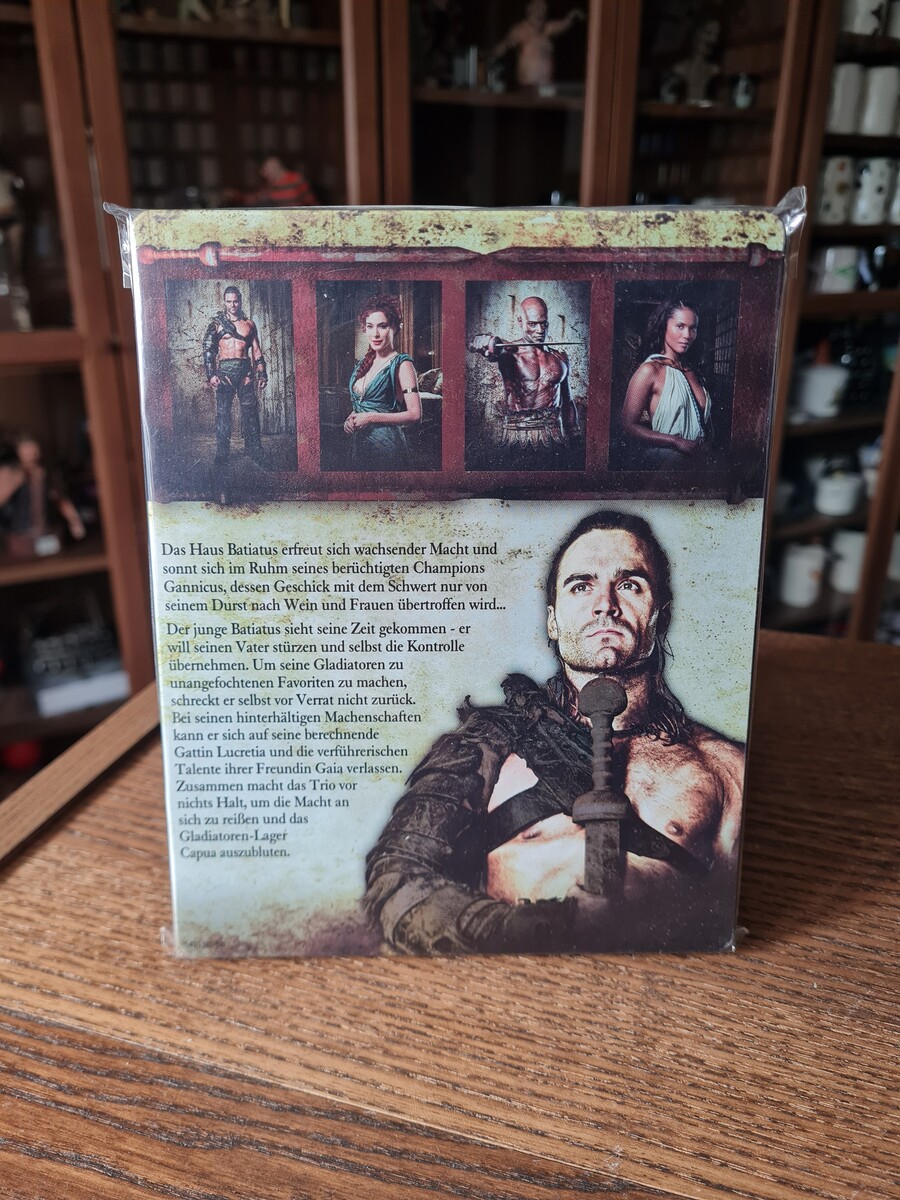 Das Haus Batiatus erfreut sich wachsender Macht und
sonnt sich im Ruhm seines berüchtigten Champions
Gannicus, dessen Geschick mit dem Schwert nur von
seinem Durst nach Wein und Frauen übertroffen wird...
Der junge Batiatus sieht seine Zeit gekommen - er
will seinen Vater stürzen und selbst die Kontrolle
übernehmen. Um seine Gladiatoren zu
unangefochtenen Favoriten zu machen,
schreckt er selbst vor Verrat nicht zurück.
Bei seinen hinterhältigen Machenschaften
kann er sich auf seine berechnende
Gattin Lucretia und die verführerischen
Talente ihrer Freundin Gaia verlassen.
Zusammen macht das Trio vor
nichts Halt, um die Macht an
sich zu reißen und das
Gladiatoren-Lager
Capua auszubluten.